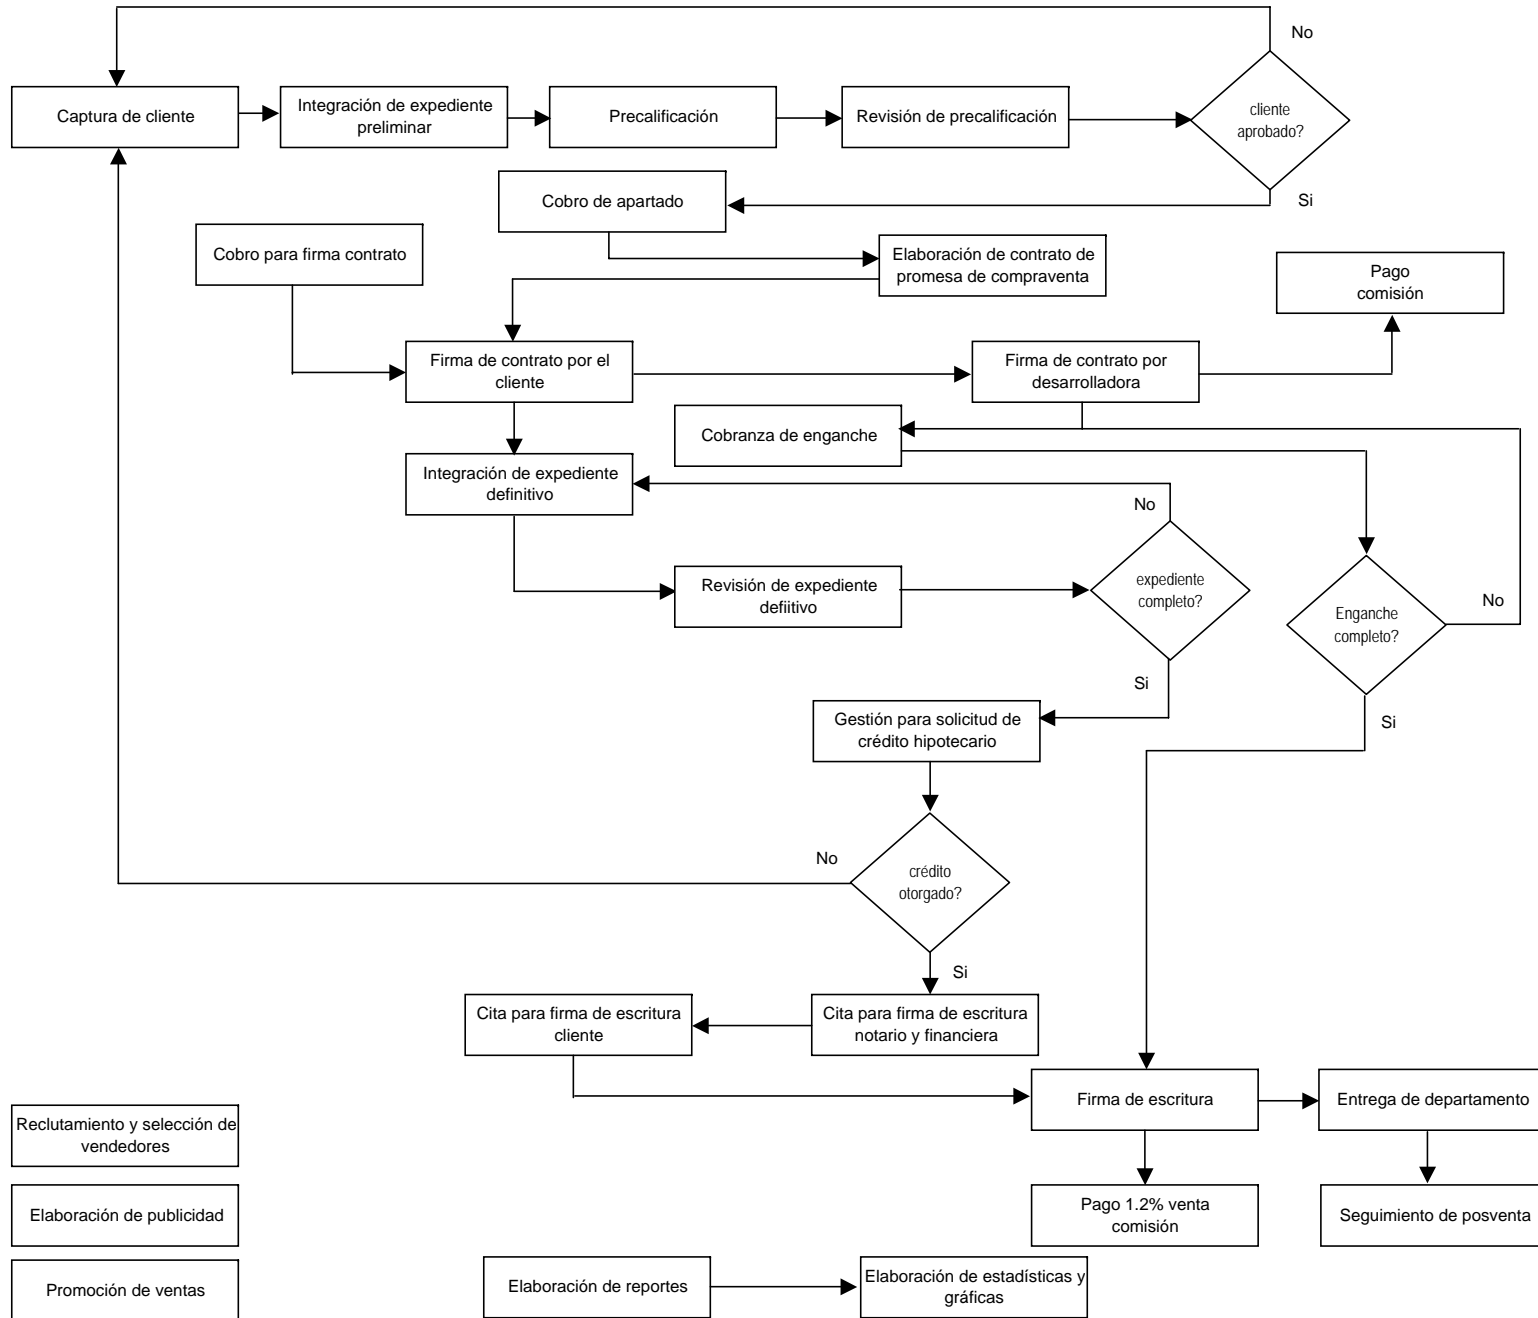 No
Captura de cliente
Integración de expediente
preliminar
Precalificación
Revisión de precalificación
cliente
aprobado?
Si
Cobro de apartado
Cobro para firma contrato
Elaboración de contrato de
promesa de compraventa
Pago
comisión
Firma de contrato por el
cliente
Firma de contrato por
desarrolladora
Cobranza de enganche
Integración de expediente
definitivo
No
Revisión de expediente
defiitivo
expediente
completo?
No
Enganche
completo?
Si
Si
Gestión para solicitud de
crédito hipotecario
No
crédito
otorgado?
Si
Cita para firma de escritura
cliente
Cita para firma de escritura
notario y financiera
Firma de escritura
Entrega de departamento
Reclutamiento y selección de
vendedores
Elaboración de publicidad
Pago 1.2% venta
comisión
Seguimiento de posventa
Promoción de ventas
Elaboración de reportes
Elaboración de estadísticas y
gráficas